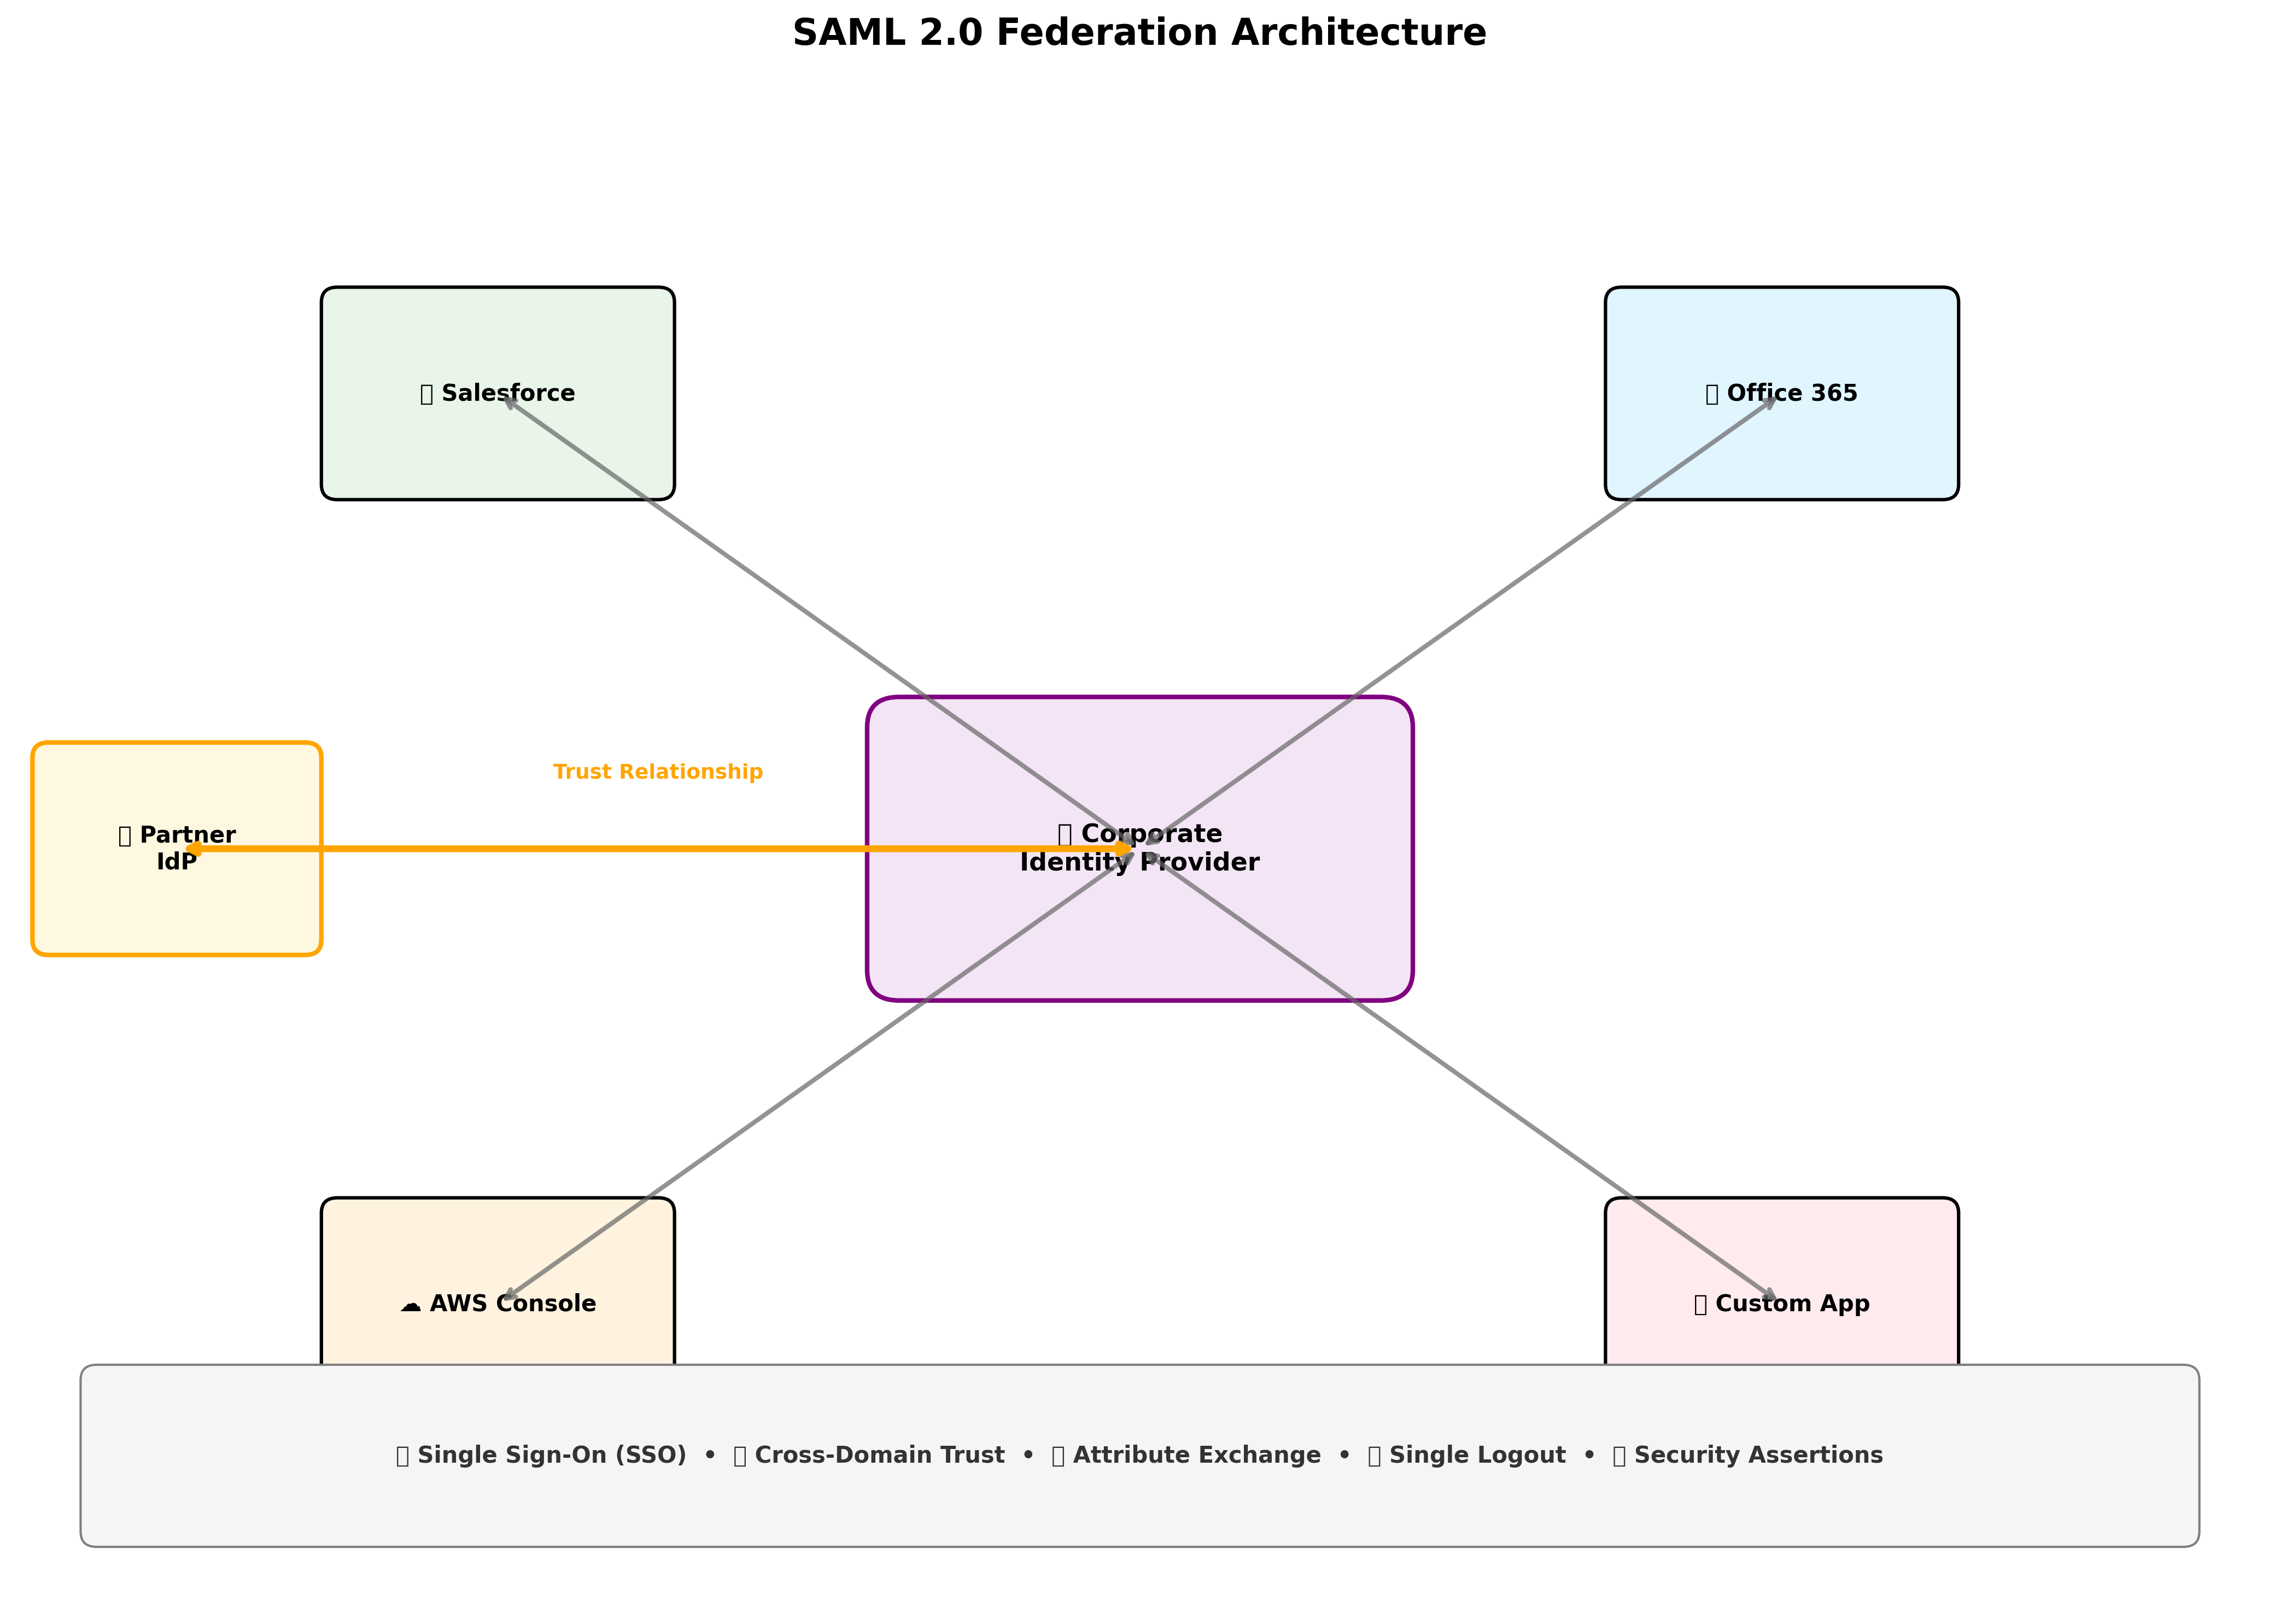 SAML 2.0 Federation Architecture
Salesforce
Office 365
Trust Relationship
Partner
IdP
Corporate
Identity Provider
☁ AWS Console
Custom App
Single Sign-On (SSO) • Cross-Domain Trust • Attribute Exchange • Single Logout • Security Assertions